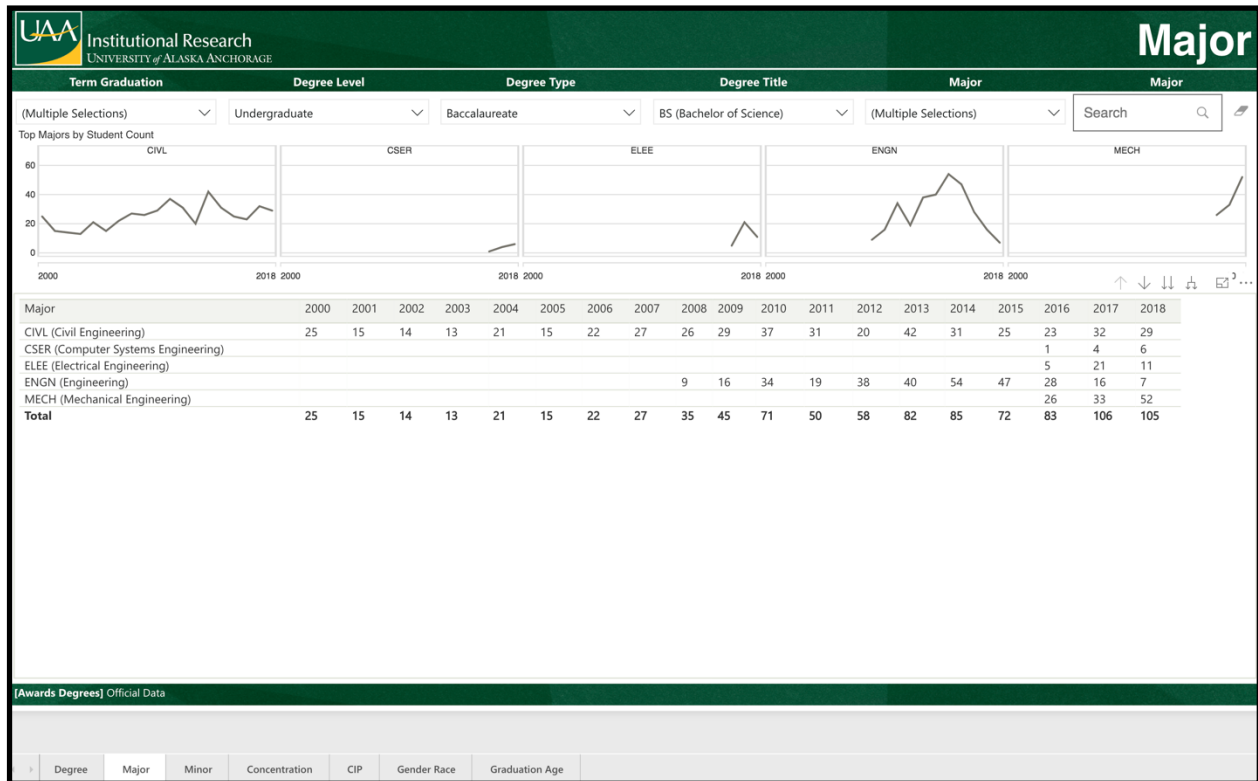 UAA Institutional Research Major
UNIVERSITY of ALASKA ANCHORAGE
Term Graduation Degree Level Degree Type Degree Title Major Major
(Multiple Selections) Undergraduate Baccalaureate BS (Bachelor of Science) (Multiple Selections) Search
Top Majors by Student Count
CIVL CSER ELEE ENGN MECH
60
40
20
0
2000 2018 2000 2018 2000 2018 2000 2018 2000
Major 2000 2001 2002 2003 2004 2005 2006 2007 2008 2009 2010 2011 2012 2013 2014 2015 2016 2017 2018
CIVL (Civil Engineering) 25 15 14 13 21 15 22 27 26 29 37 31 20 42 31 25 23 32 29
CSER (Computer Systems Engineering) 1 4 6
ELEE (Electrical Engineering) 5 21 11
ENGN (Engineering) 9 16 34 19 38 40 54 47 28 16 7
MECH (Mechanical Engineering) 26 33 52
Total 25 15 14 13 21 15 22 27 35 45 71 50 58 82 85 72 83 106 105
[Awards Degrees] Official Data
Degree Major Minor Concentration CIP Gender Race Graduation Age